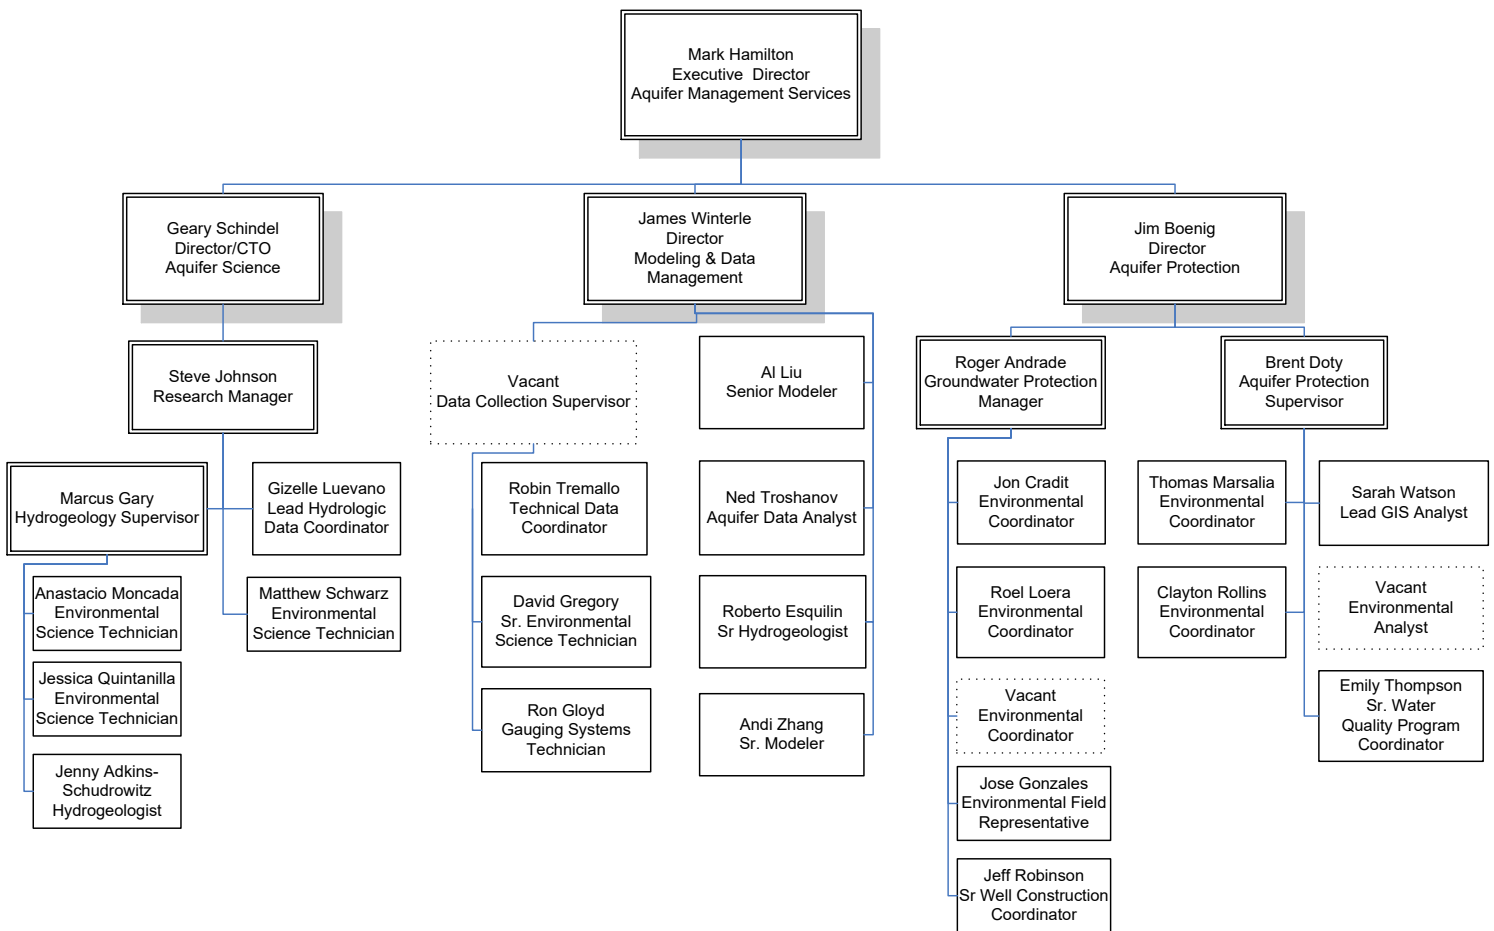 Mark Hamilton
Executive Director
Aquifer Management Services
Geary Schindel
Director/CTO
Aquifer Science
James Winterle
Director
Modeling & Data
Management
Jim Boenig
Director
Aquifer Protection
Steve Johnson
Research Manager
Vacant
Data Collection Supervisor
Al Liu
Senior Modeler
Roger Andrade
Groundwater Protection
Manager
Brent Doty
Aquifer Protection
Supervisor
Marcus Gary
Hydrogeology Supervisor
Gizelle Luevano
Lead Hydrologic
Data Coordinator
Robin Tremallo
Technical Data
Coordinator
Ned Troshanov
Aquifer Data Analyst
Jon Cradit
Environmental
Coordinator
Thomas Marsalia
Environmental
Coordinator
Sarah Watson
Lead GIS Analyst
Anastacio Moncada
Environmental
Science Technician
Matthew Schwarz
Environmental
Science Technician
David Gregory
Sr. Environmental
Science Technician
Roberto Esquilin
Sr Hydrogeologist
Roel Loera
Environmental
Coordinator
Clayton Rollins
Environmental
Coordinator
Vacant
Environmental
Analyst
Jessica Quintanilla
Environmental
Science Technician
Ron Gloyd
Gauging Systems
Technician
Andi Zhang
Sr. Modeler
Vacant
Environmental
Coordinator
Emily Thompson
Sr. Water
Quality Program
Coordinator
Jenny Adkins-
Schudrowitz
Hydrogeologist
Jose Gonzales
Environmental Field
Representative
Jeff Robinson
Sr Well Construction
Coordinator